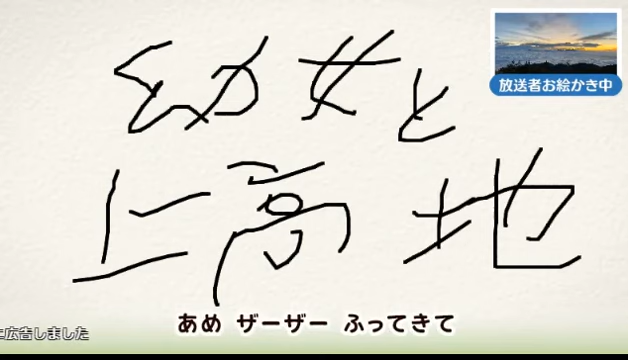 放送者お絵かき中
幼女と
上高地
あめ ザーザー ふってきて
に広告しました